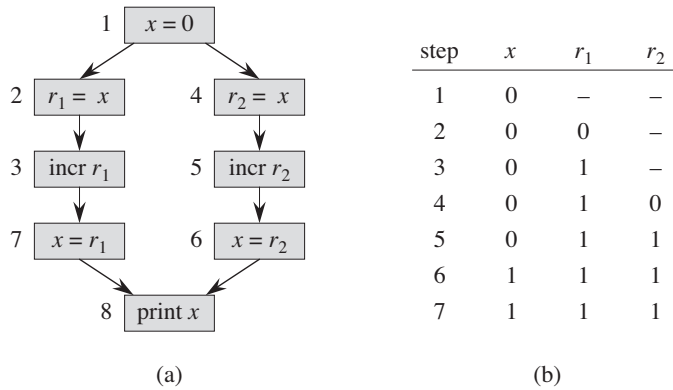 1 x = 0
2 r1 = x 4 r2 = x
3 incr r1 5 incr r2
7 x = r1 6 x = r2
8 print x
(a)
step x r1 r2
1 0 – –
2 0 0 –
3 0 1 –
4 0 1 0
5 0 1 1
6 1 1 1
7 1 1 1
(b)